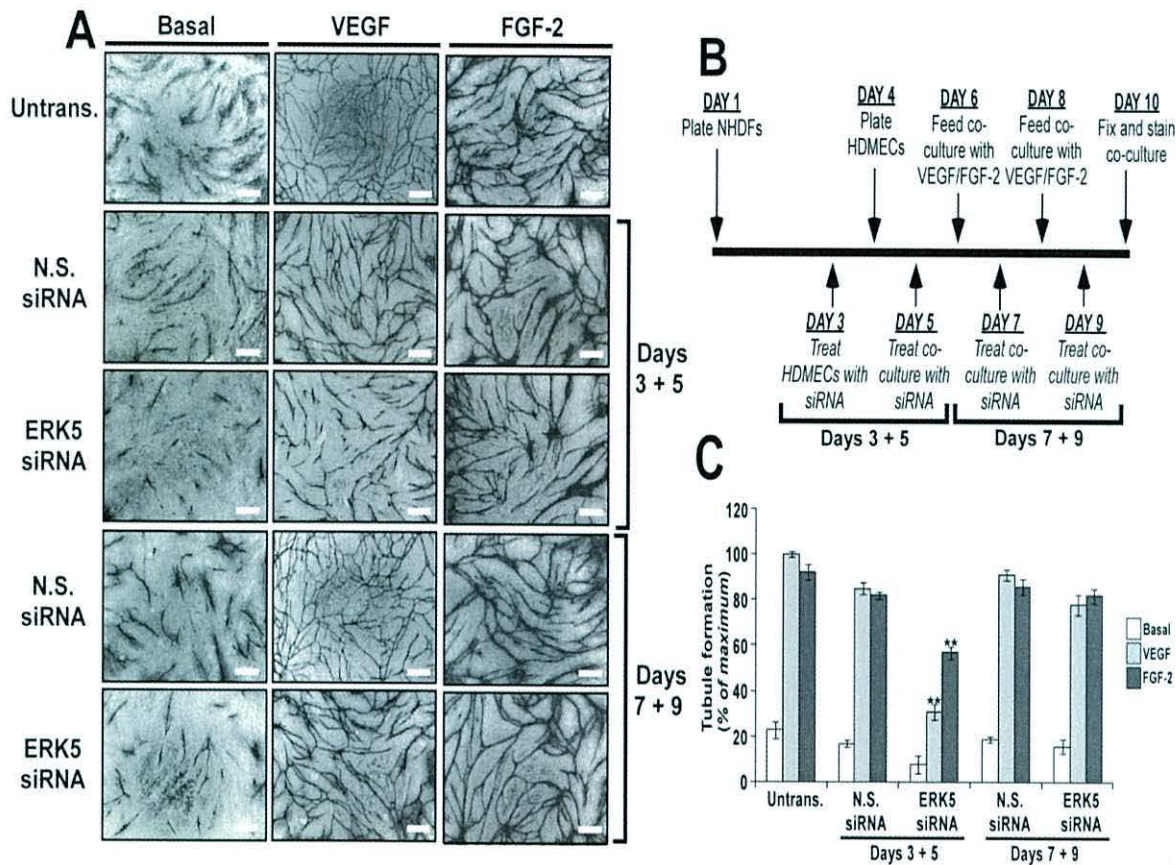 A
Basal
VEGF
FGF-2
Untrans.
N.S.
siRNA
ERK5
siRNA
N.S.
siRNA
ERK5
siRNA
Days
3 + 5
Days
7 + 9
B
DAY 1
Plate NHDFs
DAY 4
Plate
HDMECs
DAY 6
Feed co-
culture with
VEGF/FGF-2
DAY 8
Feed co-
culture with
VEGF/FGF-2
DAY 10
Fix and stain
co-culture
DAY 3
Treat
HDMECs with
siRNA
DAY 5
Treat co-
culture with
siRNA
DAY 7
Treat co-
culture with
siRNA
DAY 9
Treat co-
culture with
siRNA
Days 3 + 5
Days 7 + 9
C
Tubule formation
(% of maximum)
120
100
80
60
40
20
0
**
**
Basal
VEGF
FGF-2
Untrans.
N.S.
siRNA
ERK5
siRNA
N.S.
siRNA
ERK5
siRNA
Days 3 + 5
Days 7 + 9